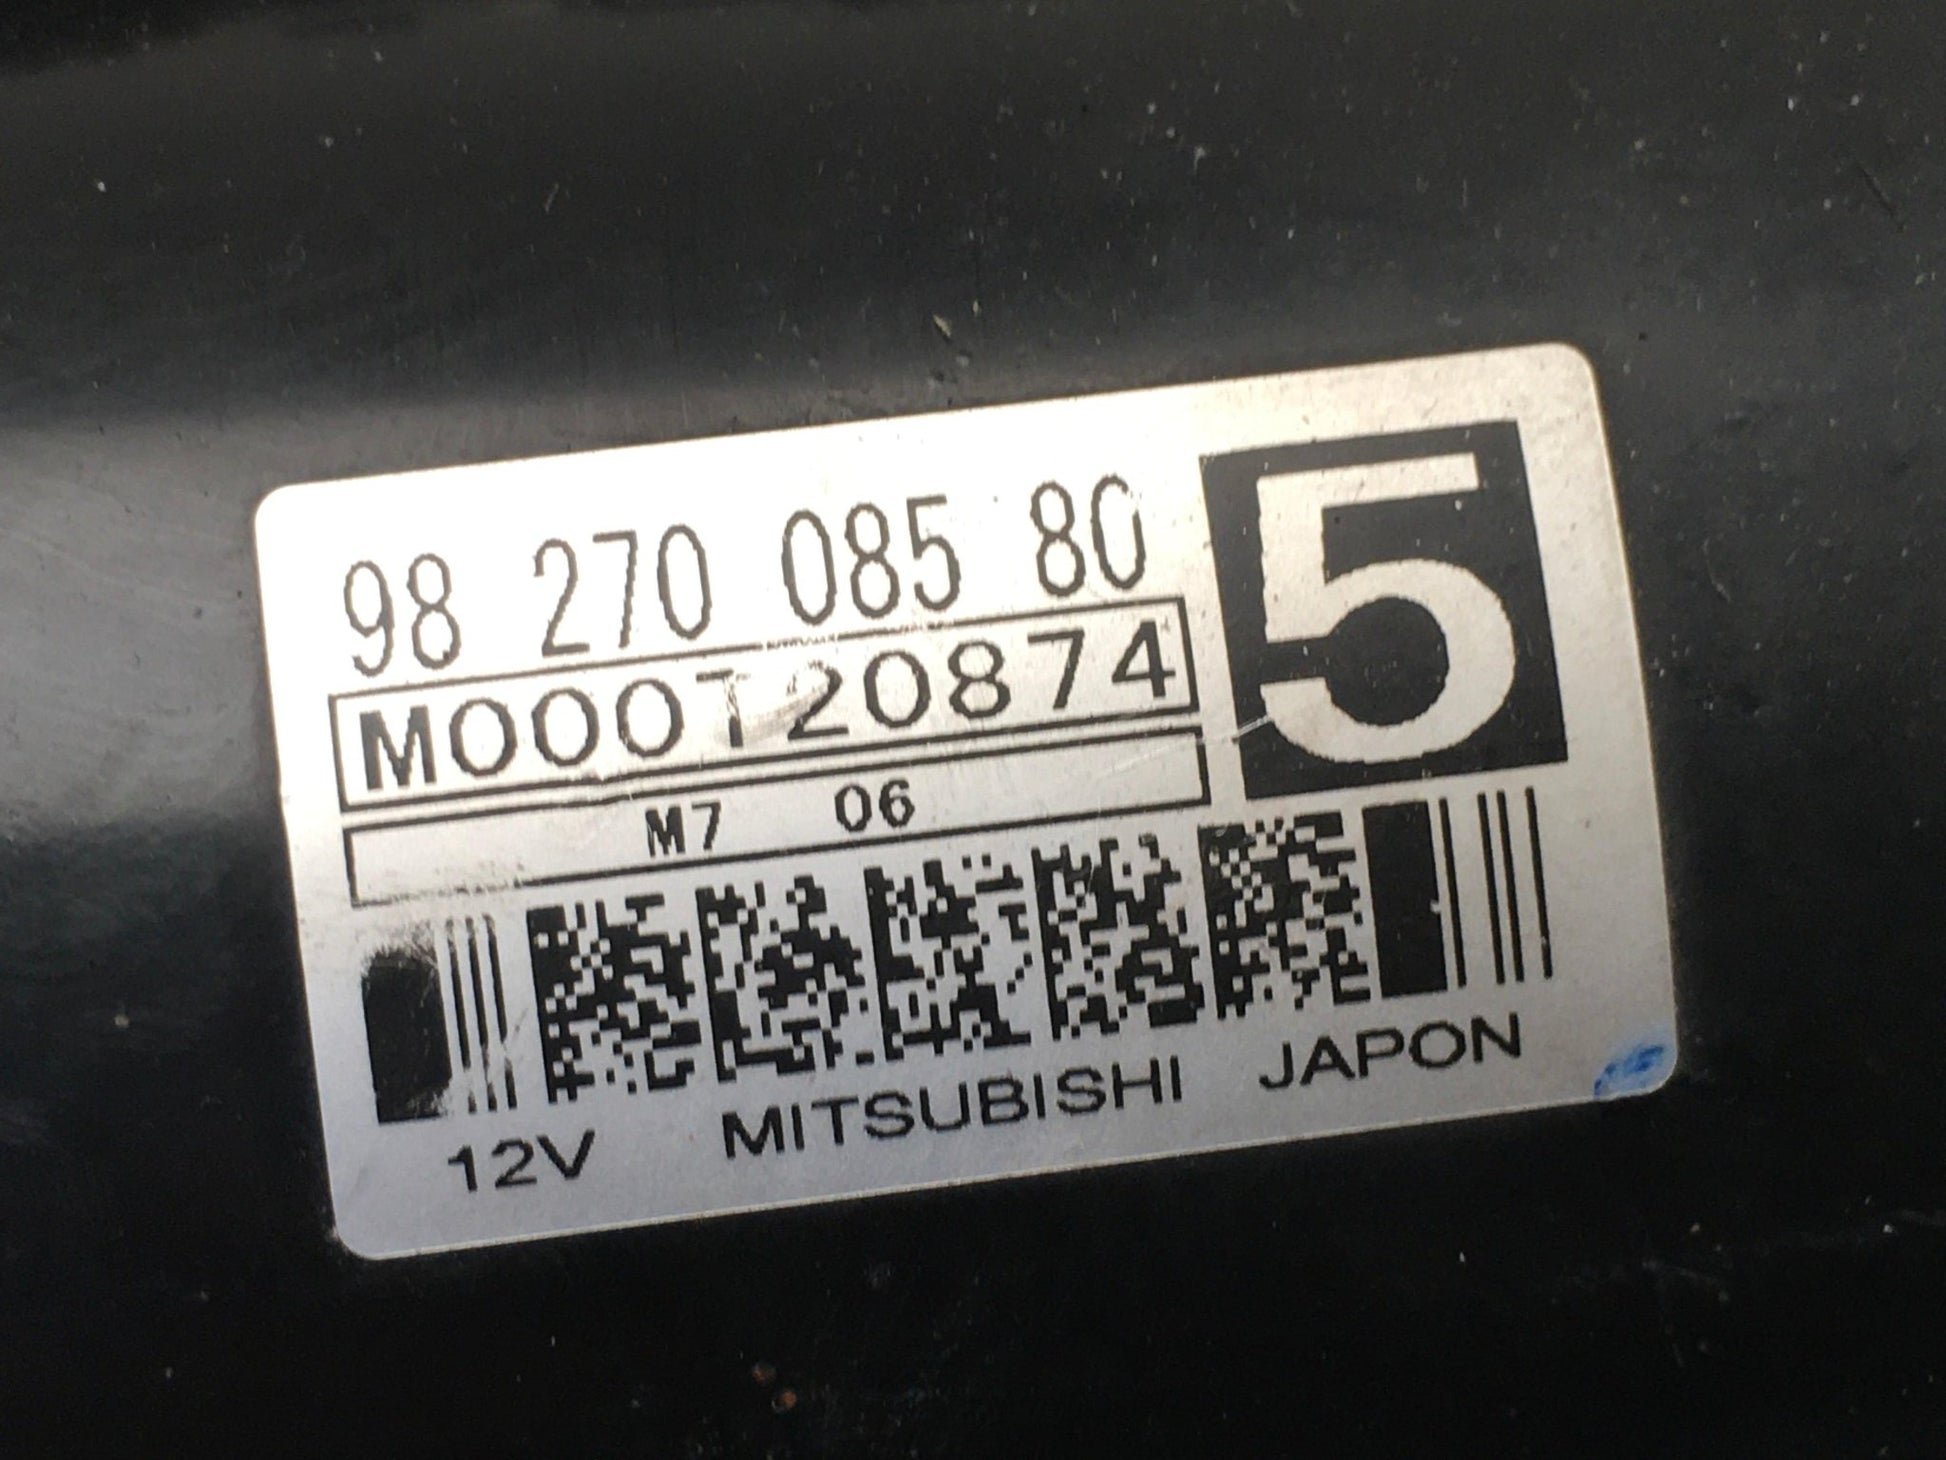 98 270 085 80
5
M000T20874
M7 06
12V MITSUBISHI JAPON